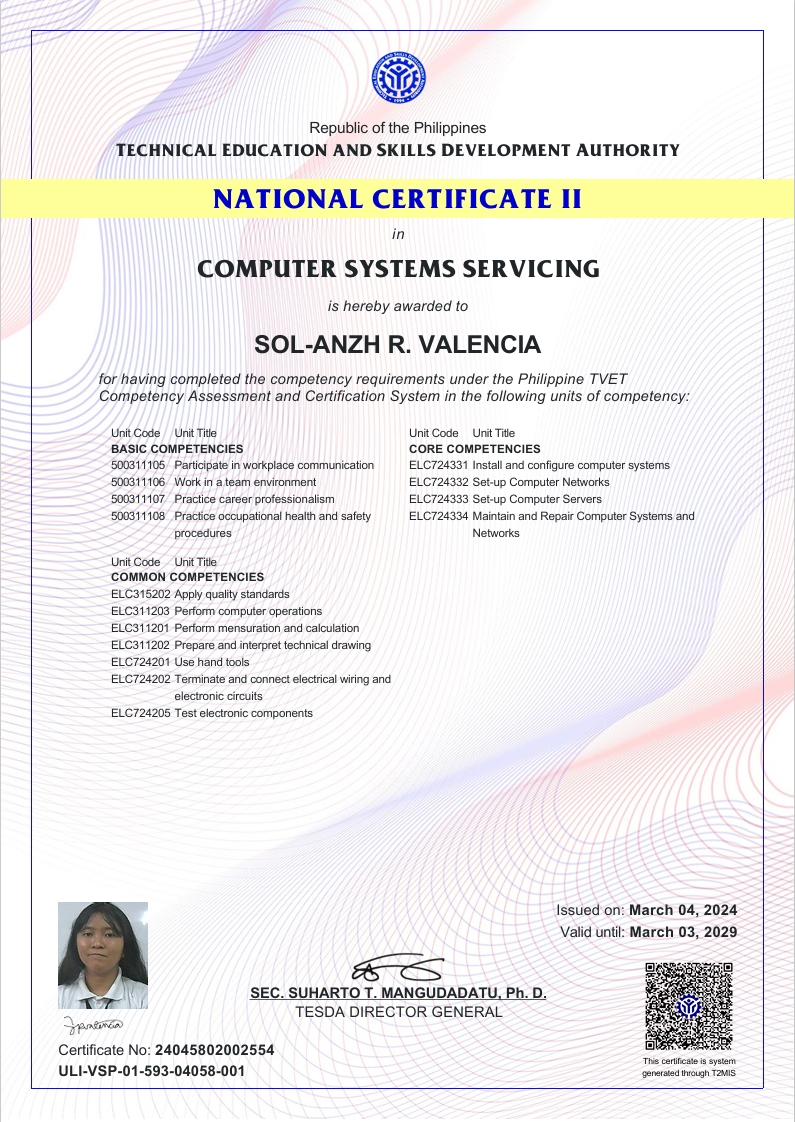 Republic of the Philippines
TECHNICAL EDUCATION AND SKILLS DEVELOPMENT AUTHORITY
NATIONAL CERTIFICATE II
in
COMPUTER SYSTEMS SERVICING
is hereby awarded to
SOL-ANZH R. VALENCIA
for having completed the competency requirements under the Philippine TVET
Competency Assessment and Certification System in the following units of competency:
Unit Code Unit Title
BASIC COMPETENCIES
500311105 Participate in workplace communication
500311106 Work in a team environment
500311107 Practice career professionalism
500311108 Practice occupational health and safety
procedures
Unit Code Unit Title
COMMON COMPETENCIES
ELC315202 Apply quality standards
ELC311203 Perform computer operations
ELC311201 Perform mensuration and calculation
ELC311202 Prepare and interpret technical drawing
ELC724201 Use hand tools
ELC724202 Terminate and connect electrical wiring and
electronic circuits
ELC724205 Test electronic components
Unit Code Unit Title
CORE COMPETENCIES
ELC724331 Install and configure computer systems
ELC724332 Set-up Computer Networks
ELC724333 Set-up Computer Servers
ELC724334 Maintain and Repair Computer Systems and
Networks
Issued on: March 04, 2024
Valid until: March 03, 2029
SEC. SUHARTO T. MANGUDADATU, Ph. D.
TESDA DIRECTOR GENERAL
Certificate No: 24045802002554
ULI-VSP-01-593-04058-001
This certificate is system
generated through T2MIS